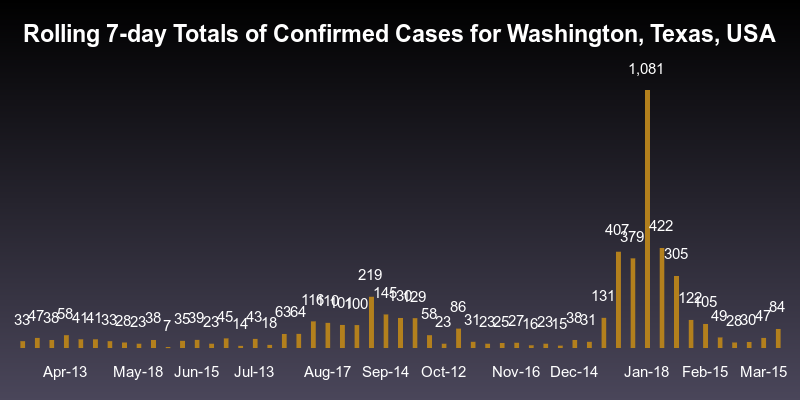 Rolling 7-day Totals of Confirmed Cases for Washington, Texas, USA
33 47 38 58 41 41 33 28 23 38 7 35 39 23 45 14 43 18 63 64 116 110 101 100 219 145 130 129 58 23 86 31 23 25 27 16 23 15 38 31 131 407 379 1,081 422 305 122 105 49 28 30 47 84
Apr-13 May-18 Jun-15 Jul-13 Aug-17 Sep-14 Oct-12 Nov-16 Dec-14 Jan-18 Feb-15 Mar-15